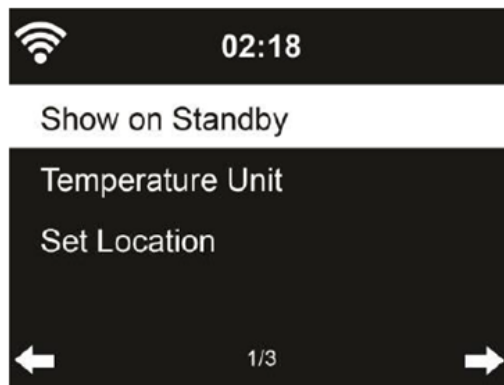 02:18
Show on Standby
Temperature Unit
Set Location
1/3